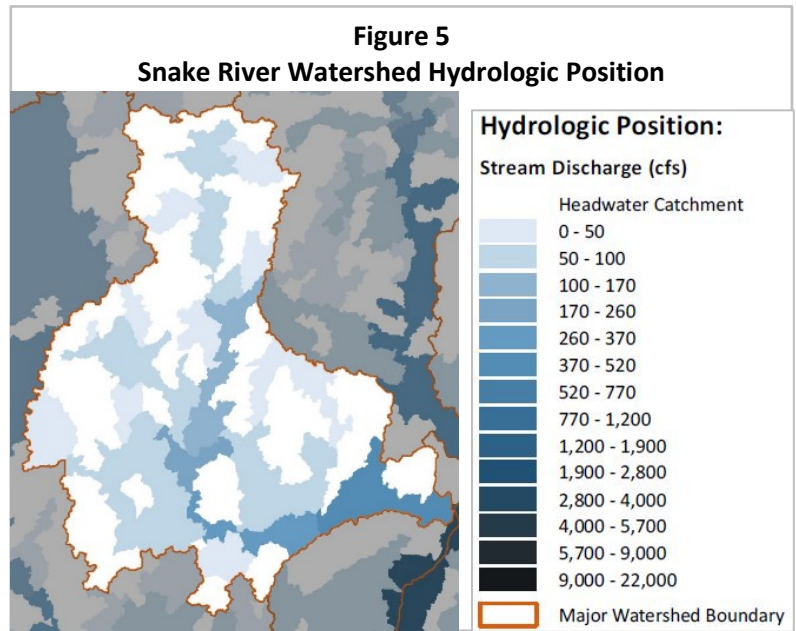 Figure 5
Snake River Watershed Hydrologic Position
Hydrologic Position:
Stream Discharge (cfs)
Headwater Catchment
0 - 50
50 - 100
100 - 170
170 - 260
260 - 370
370 - 520
520 - 770
770 - 1,200
1,200 - 1,900
1,900 - 2,800
2,800 - 4,000
4,000 - 5,700
5,700 - 9,000
9,000 - 22,000
Major Watershed Boundary